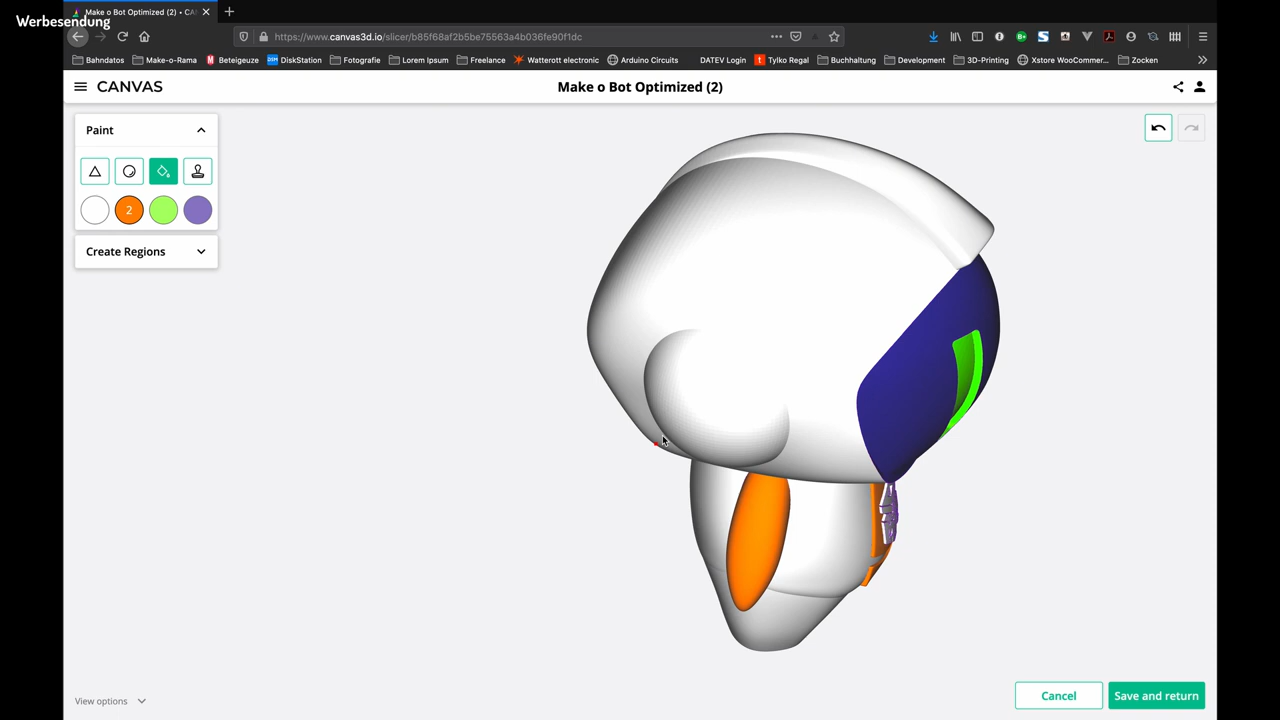 Make o Bot Optimized (2) • CA
Werbesendung
https://www.canvas3d.io/slicer/b85f68af2b5be75563a4b036fe90f1dc
Bahndatos
Make-o-Rama
Beteigeuze
DiskStation
Fotografie
Lorem Ipsum
Freelance
Watterott electronic
Arduino Circuits
DATEV Login
Tylko Regal
Buchhaltung
Development
3D-Printing
Xstore WooCommer...
Zocken
CANVAS
Make o Bot Optimized (2)
Paint
2
Create Regions
View options
Cancel
Save and return